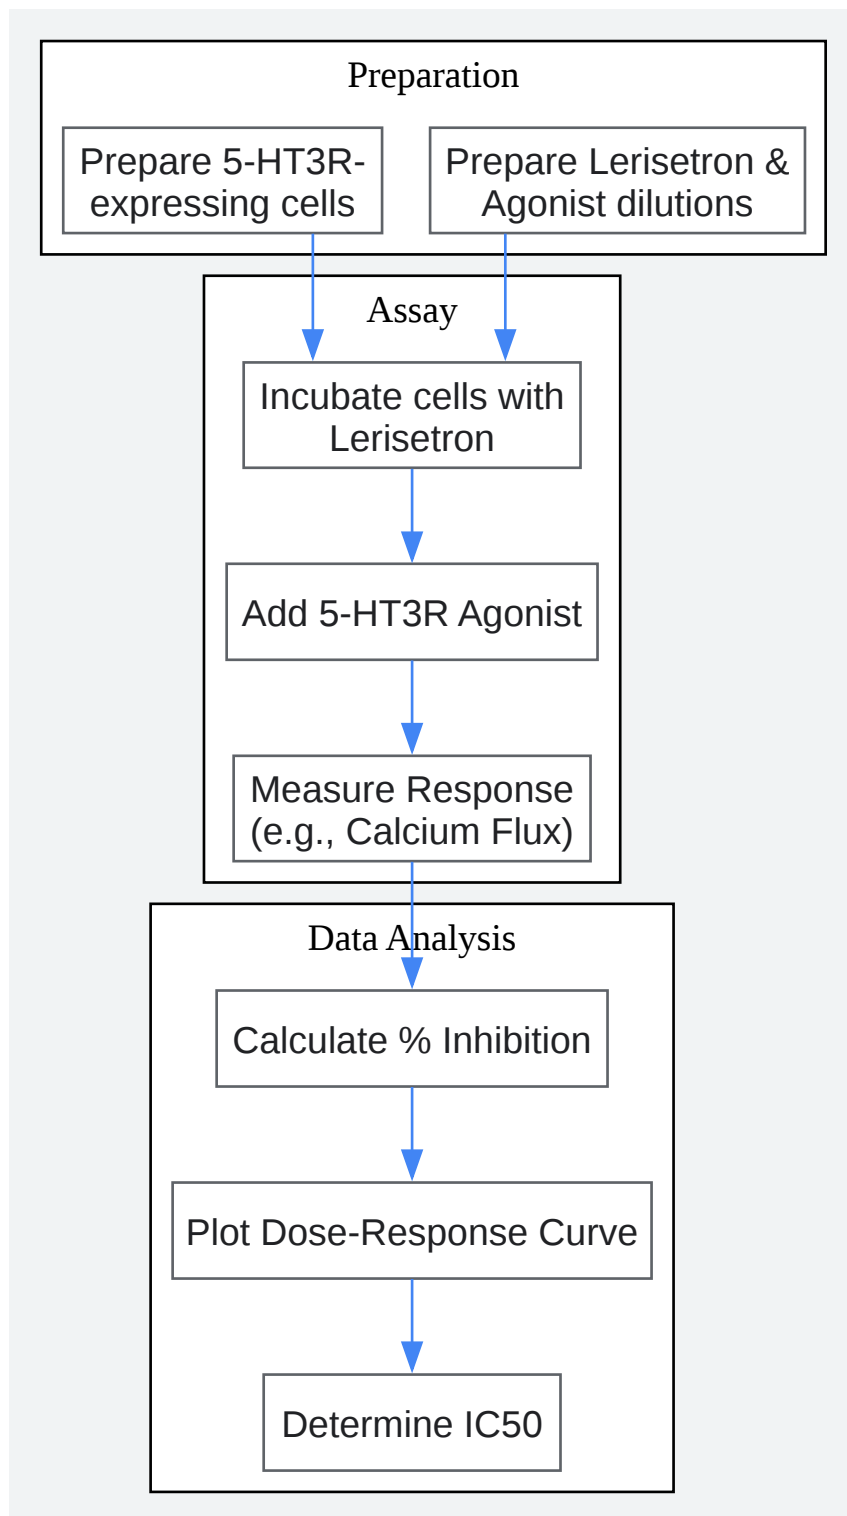 Preparation
Prepare 5-HT3R-
expressing cells
Prepare Lerisetron &
Agonist dilutions
Assay
Incubate cells with
Lerisetron
Add 5-HT3R Agonist
Measure Response
(e.g., Calcium Flux)
Data Analysis
Calculate % Inhibition
Plot Dose-Response Curve
Determine IC50